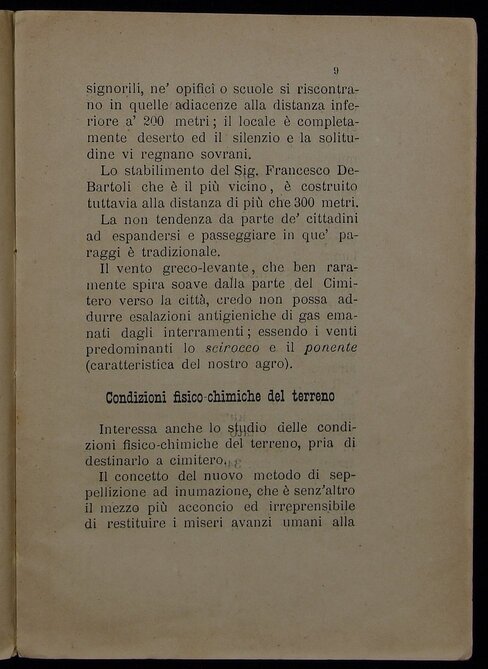 9
signorili, ne' opifici o scuole si riscontra-
no in quelle adiacenze alla distanza infe-
riore a' 200 metri; il locale è completa-
mente deserto ed il silenzio e la solitu-
dine vi regnano sovrani.
Lo stabilimento del Sig. Francesco De-
Bartoli che è il più vicino, è costruito
tuttavia alla distanza di più che 300 metri.
La non tendenza da parte de' cittadini
ad espandersi e passeggiare in que' pa-
raggi è tradizionale.
Il vento greco-levante, che ben rara-
mente spira soave dalla parte del Cimi-
tero verso la città, credo non possa ad-
durre esalazioni antigieniche di gas ema-
nati dagli interramenti; essendo i venti
predominanti lo scirocco e il ponente
(caratteristica del nostro agro).
Condizioni fisico-chimiche del terreno
Interessa anche lo studio delle condi-
zioni fisico-chimiche del terreno, pria di
destinarlo a cimitero.
Il concetto del nuovo metodo di sep-
pellizione ad inumazione, che è senz'altro
il mezzo più acconcio ed irreprensibile
di restituire i miseri avanzi umani alla